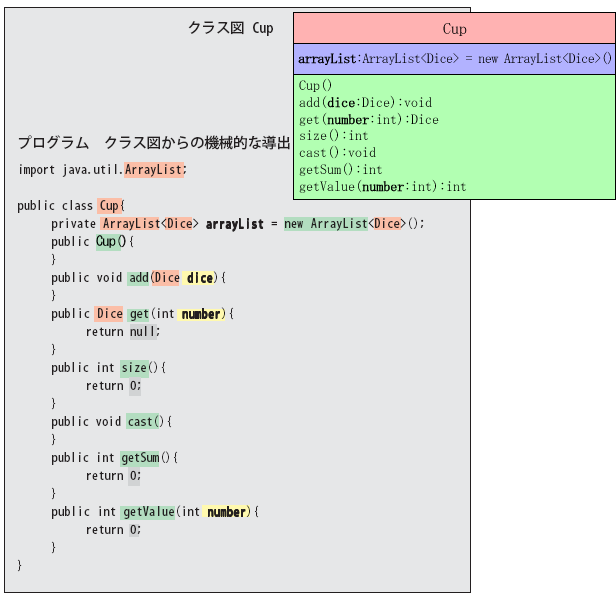 クラス図 Cup
Cup
arrayList:ArrayList<Dice> = new ArrayList<Dice>()
Cup()
add(dice:Dice):void
get(number:int):Dice
size():int
cast():void
getSum():int
getValue(number:int):int
プログラム　クラス図からの機械的な導出
import java.util.ArrayList;
public class Cup{
private ArrayList<Dice> arrayList = new ArrayList<Dice>();
public Cup(){
}
public void add(Dice dice){
}
public Dice get(int number){
return null;
}
public int size(){
return 0;
}
public void cast(){
}
public int getSum(){
return 0;
}
public int getValue(int number){
return 0;
}
}